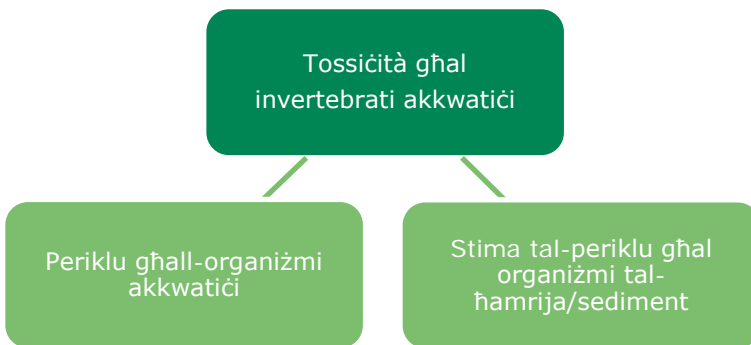 Tossiċità għal
invertebrati akkwatiċi
Periklu għall-organiżmi
akkwatiċi
Stima tal-periklu għal
organiżmi tal-
ħamrija/sediment